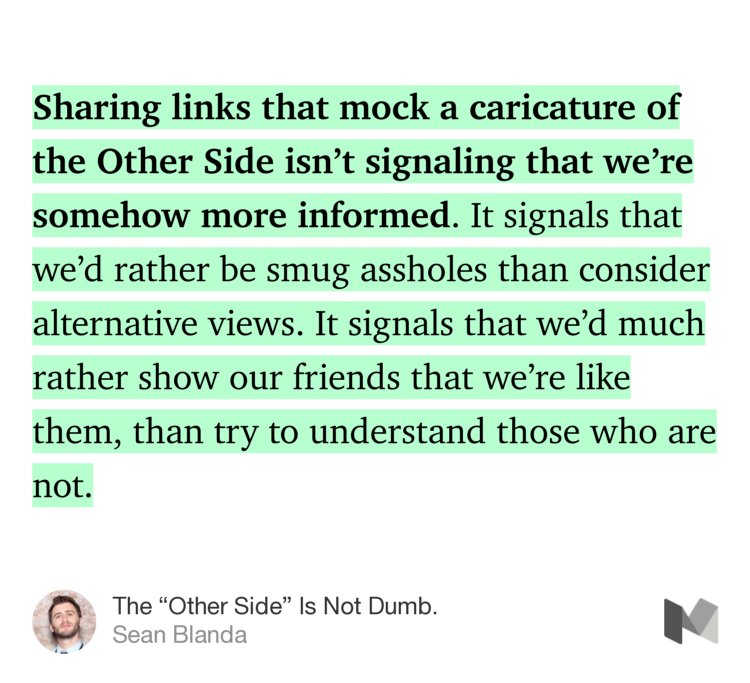 Sharing links that mock a caricature of
the Other Side isn’t signaling that we’re
somehow more informed. It signals that
we’d rather be smug assholes than consider
alternative views. It signals that we’d much
rather show our friends that we’re like
them, than try to understand those who are
not.
The “Other Side” Is Not Dumb.
Sean Blanda